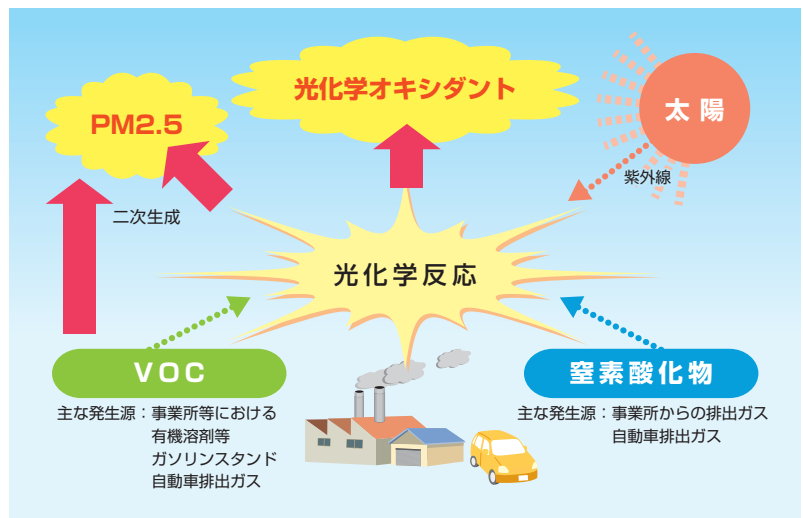 光化学オキシダント
PM2.5
太陽
紫外線
二次生成
光化学反応
VOC
主な発生源：事業所等における
有機溶剤等
ガソリンスタンド
自動車排出ガス
窒素酸化物
主な発生源：事業所からの排出ガス
自動車排出ガス